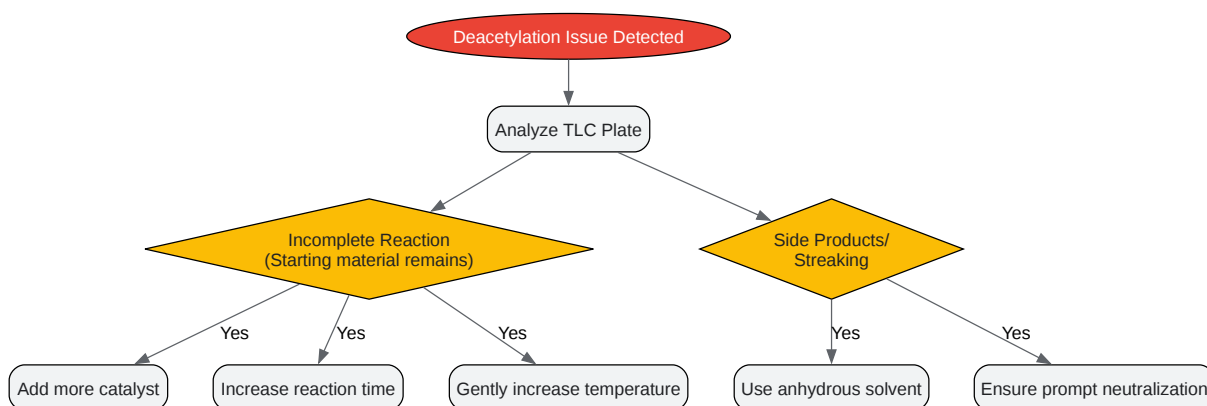 Deacetylation Issue Detected
Analyze TLC Plate
Incomplete Reaction
(Starting material remains)
Side Products/
Streaking
Yes
Yes
Yes
Yes
Yes
Add more catalyst
Increase reaction time
Gently increase temperature
Use anhydrous solvent
Ensure prompt neutralization